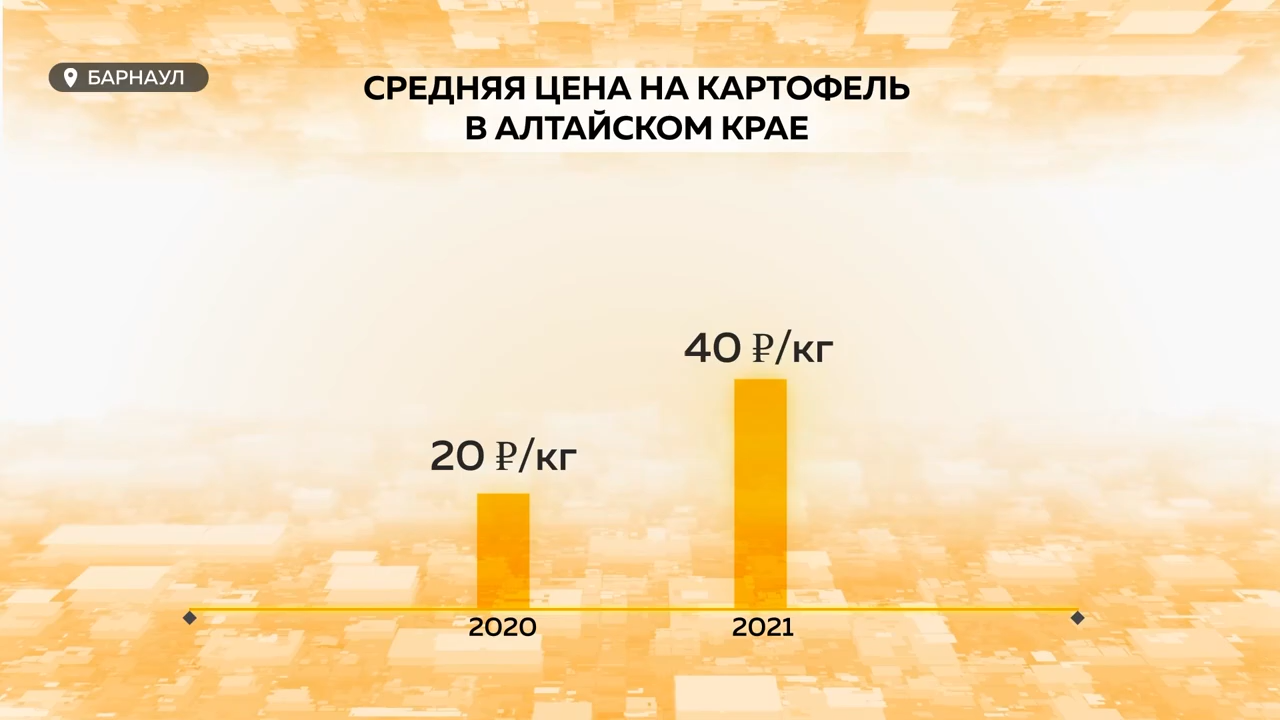 БАРНАУЛ
СРЕДНЯЯ ЦЕНА НА КАРТОФЕЛЬ
В АЛТАЙСКОМ КРАЕ
40 ₽/кг
20 ₽/кг
2020
2021